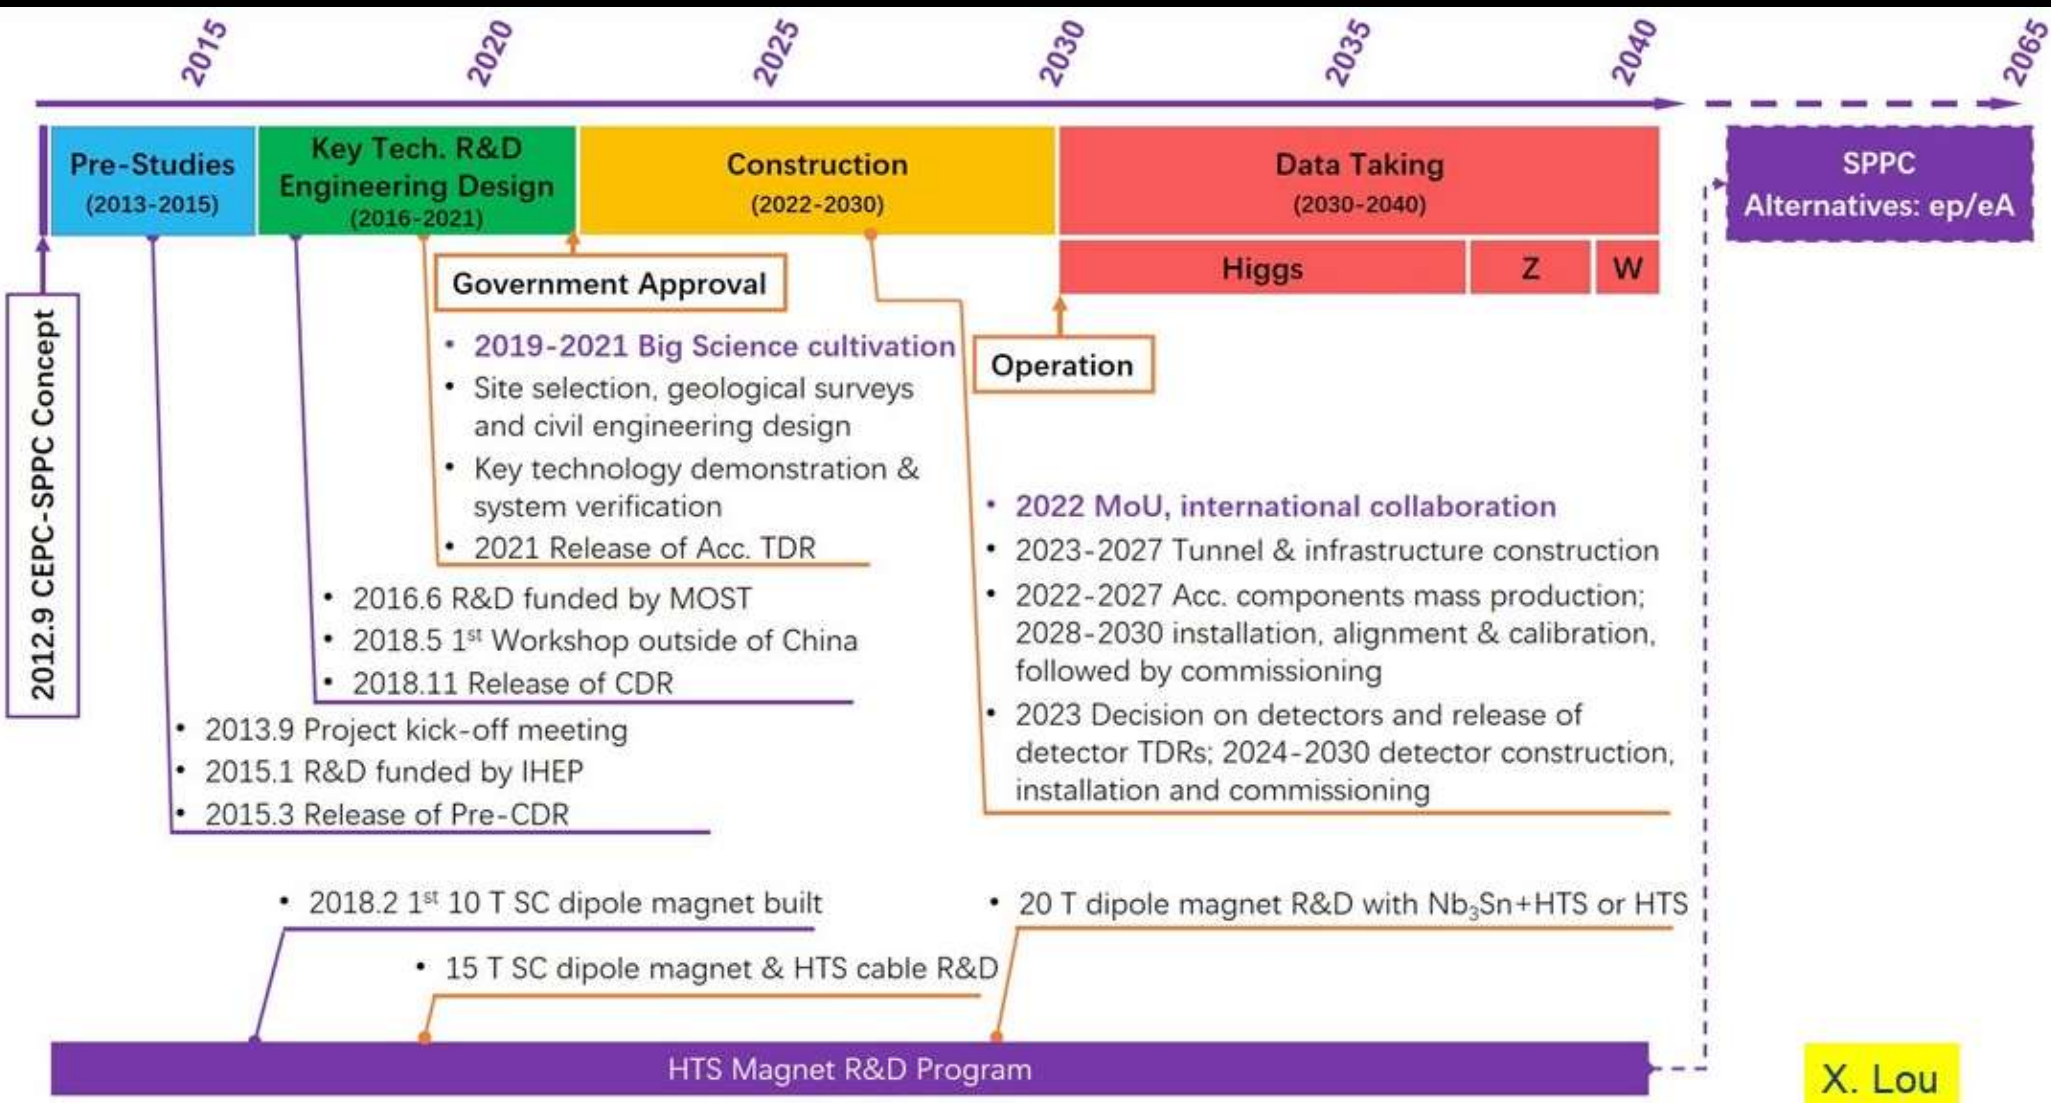 2015
2020
2025
2030
2035
2040
2065
Pre-Studies
(2013-2015)
Key Tech. R&D
Engineering Design
(2016-2021)
Construction
(2022-2030)
Data Taking
(2030-2040)
SPPC
Alternatives: ep/eA
Higgs
Z
W
2012.9 CEPC-SPPC Concept
Government Approval
Operation
• 2019-2021 Big Science cultivation
• Site selection, geological surveys
and civil engineering design
• Key technology demonstration &
system verification
• 2021 Release of Acc. TDR
• 2016.6 R&D funded by MOST
• 2018.5 1st Workshop outside of China
• 2018.11 Release of CDR
• 2013.9 Project kick-off meeting
• 2015.1 R&D funded by IHEP
• 2015.3 Release of Pre-CDR
• 2022 MoU, international collaboration
• 2023-2027 Tunnel & infrastructure construction
• 2022-2027 Acc. components mass production;
2028-2030 installation, alignment & calibration,
followed by commissioning
• 2023 Decision on detectors and release of
detector TDRs; 2024-2030 detector construction,
installation and commissioning
• 2018.2 1st 10 T SC dipole magnet built
• 15 T SC dipole magnet & HTS cable R&D
• 20 T dipole magnet R&D with Nb₃Sn+HTS or HTS
HTS Magnet R&D Program
X. Lou